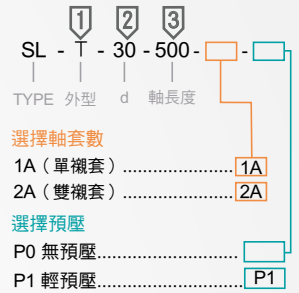 1 2 3
SL - T - 30 - 500 - -
TYPE 外型 d 軸長度
選擇軸套數
1A（單襯套）...................... 1A
2A（雙襯套）...................... 2A
選擇預壓
P0 無預壓...........................
P1 輕預壓........................... P1